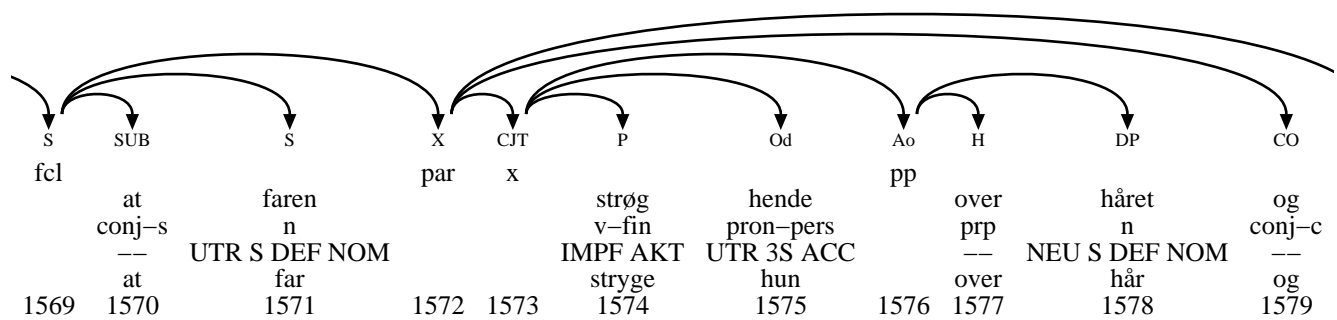 S SUB S X CJT P Od Ao H DP CO
fcl par x pp
at faren strøg hende over håret og
conj−s n v−fin pron−pers prp n conj−c
−− UTR S DEF NOM IMPF AKT UTR 3S ACC −− NEU S DEF NOM −−
at far stryge hun over hår og
1569 1570 1571 1572 1573 1574 1575 1576 1577 1578 1579